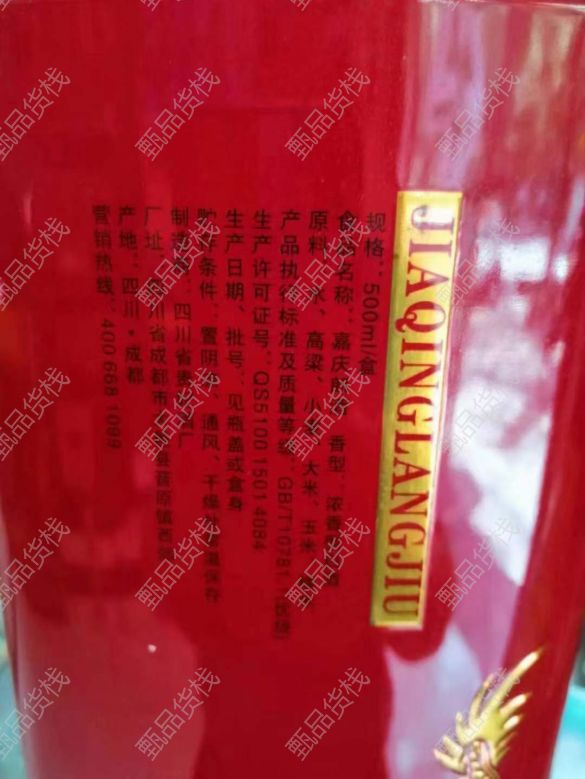 JIAQINGLANGJIU
规格：500ml/盒
食品名称：嘉庆郎酒 香型：浓香
原料：水、高粱、小麦、大米、玉米
产品执行标准及质量等级：GB/T10781.1(优级)
生产许可证号：QS5100 1501 4084
生产日期、批号：见瓶盖或盒身
贮存条件：置阴凉、通风、干燥 保存
制造商：四川省 酒厂
厂址：四川省成都市 县 原镇
产地：四川·成都
营销热线：400 668 1099
甄品货栈